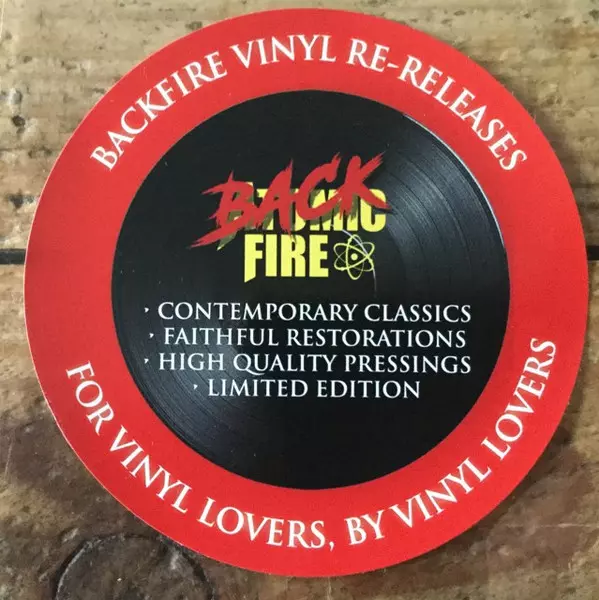 BACKFIRE VINYL RE-RELEASES
BACK
ATOMIC
FIRE
· CONTEMPORARY CLASSICS
· FAITHFUL RESTORATIONS
· HIGH QUALITY PRESSINGS
· LIMITED EDITION
FOR VINYL LOVERS, BY VINYL LOVERS